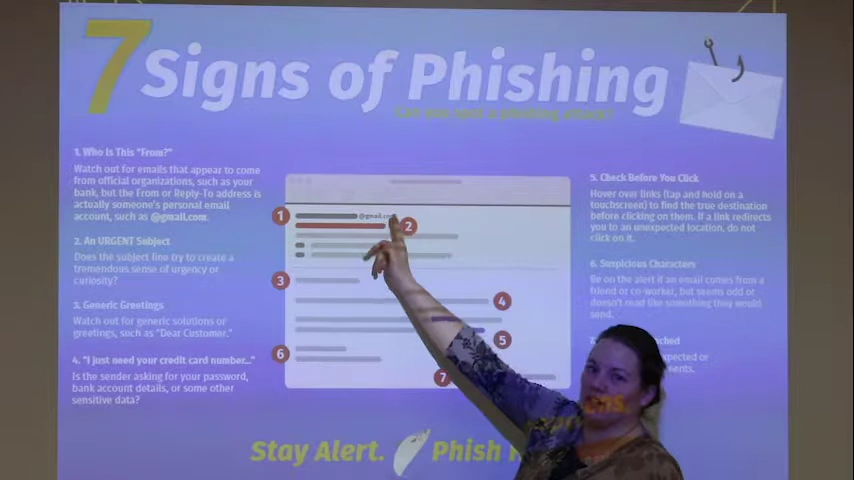 7 Signs of Phishing
Can you spot a phishing attack?
1. Who Is This "From?"
Watch out for emails that appear to come
from official organizations, such as your
bank, but the From or Reply-To address is
actually someone's personal email
account, such as @gmail.com.
2. An URGENT Subject
Does the subject line try to create a
tremendous sense of urgency or
curiosity?
3. Generic Greetings
Watch out for generic solutions or
greetings, such as "Dear Customer."
4. "I just need your credit card number..."
Is the sender asking for your password,
bank account details, or some other
sensitive data?
1
@gmail.com
2
3
4
5
6
7
5. Check Before You Click
Hover over links (tap and hold on a
touchscreen) to find the true destination
before clicking on them. If a link redirects
you to an unexpected location, do not
click on it.
6. Suspicious Characters
Be on the alert if an email comes from a
friend or co-worker, but seems odd or
doesn't read like something they would
send.
7.
Stay Alert.
Phish